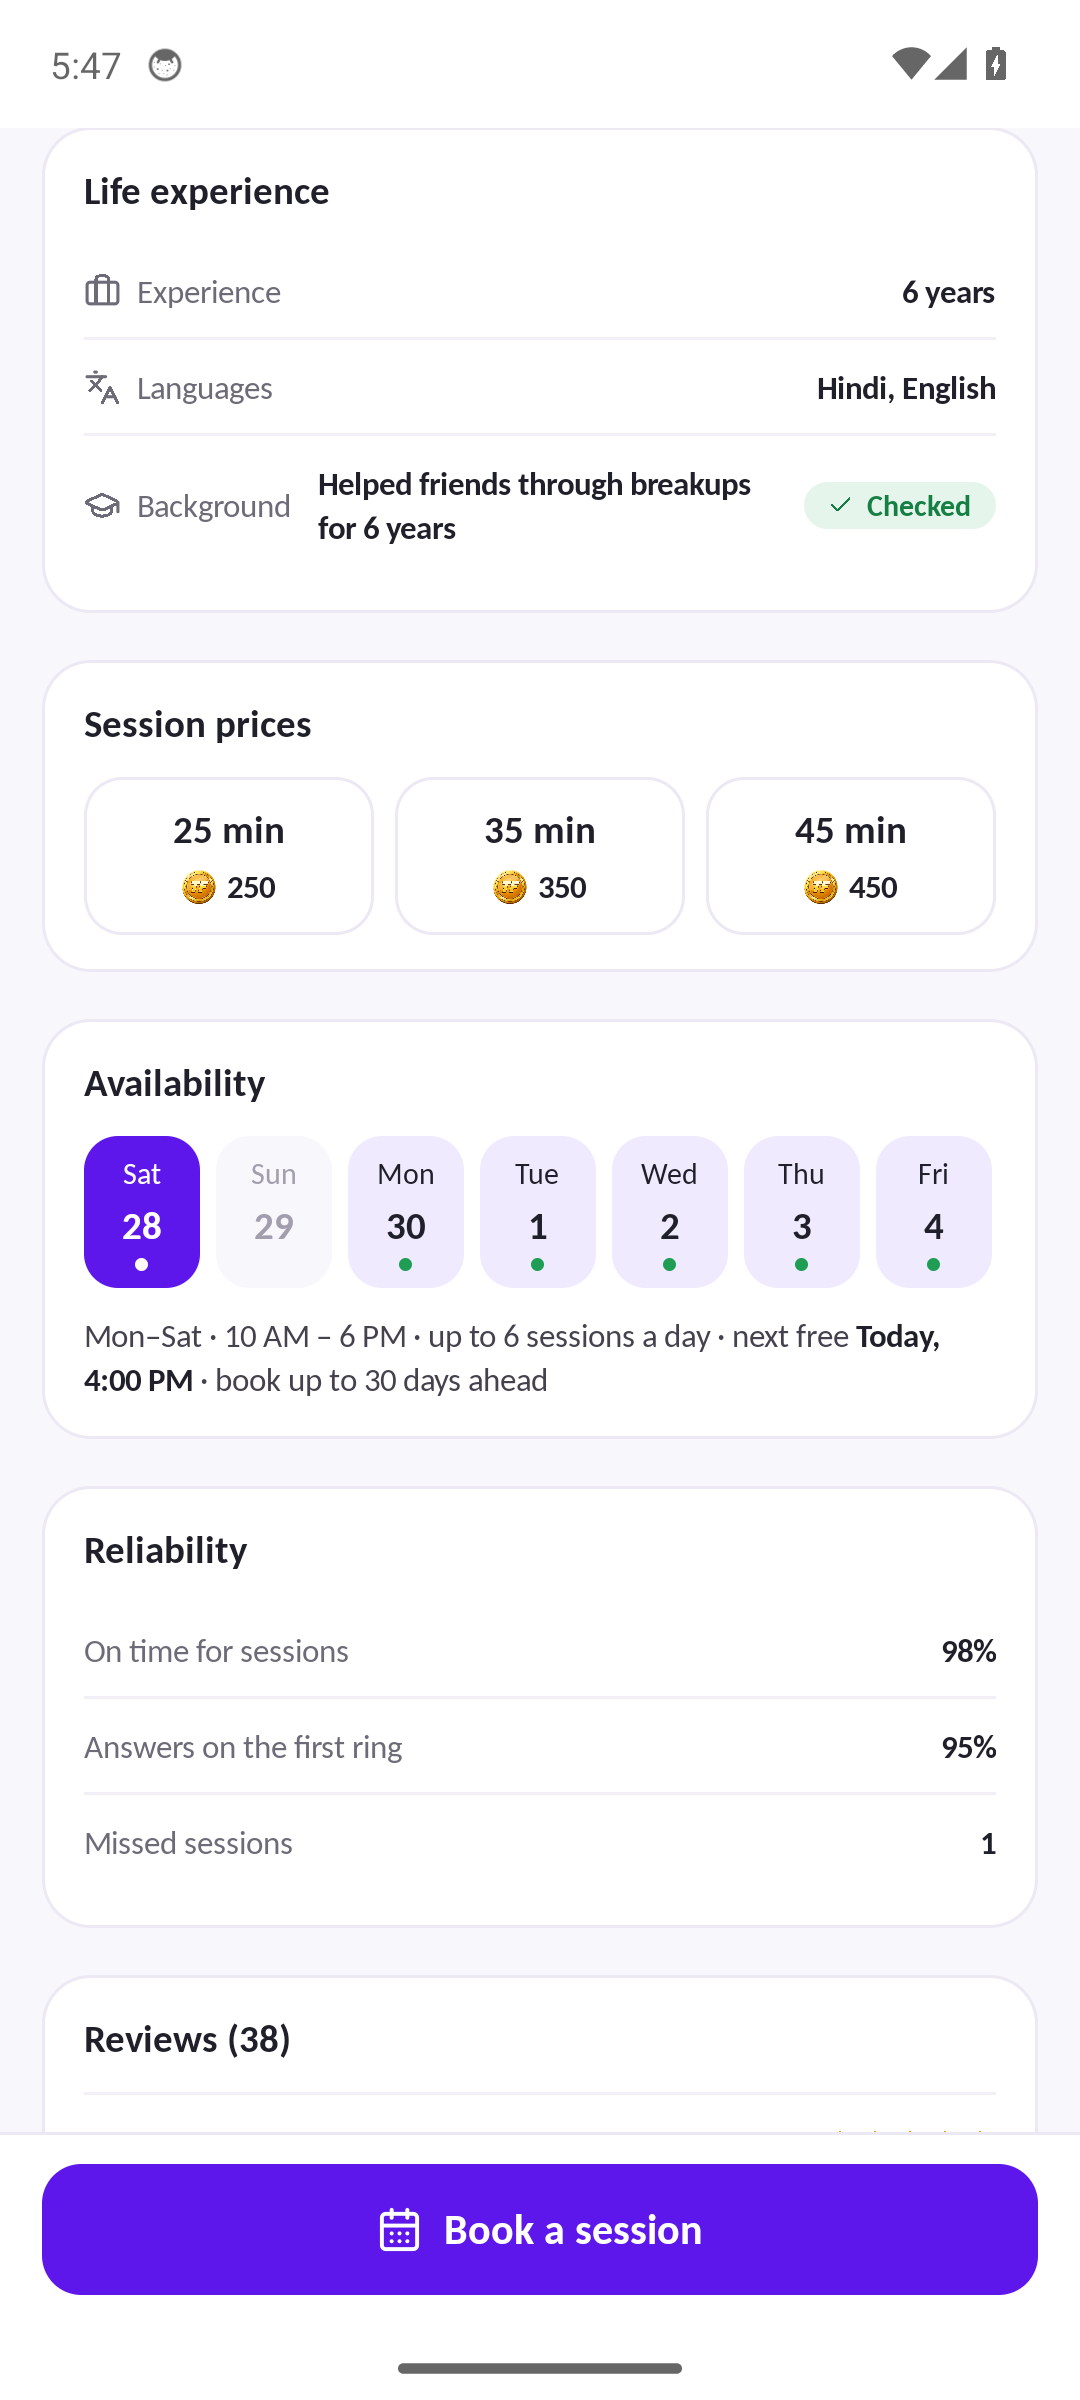 5:47
Life experience
Experience
6 years
Languages
Hindi, English
Background
Helped friends through breakups
for 6 years
Checked
Session prices
25 min
250
35 min
350
45 min
450
Availability
Sat
28
Sun
29
Mon
30
Tue
1
Wed
2
Thu
3
Fri
4
Mon–Sat · 10 AM – 6 PM · up to 6 sessions a day · next free Today,
4:00 PM · book up to 30 days ahead
Reliability
On time for sessions
98%
Answers on the first ring
95%
Missed sessions
1
Reviews (38)
Book a session